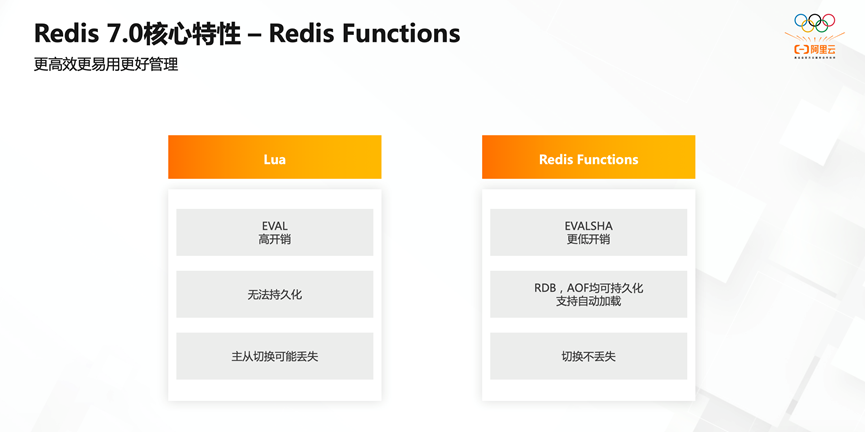 Redis 7.0核心特性 – Redis Functions
更高效更易用更好管理
阿里云
Lua
EVAL
高开销
无法持久化
主从切换可能丢失
Redis Functions
EVALSHA
更低开销
RDB，AOF均可持久化
支持自动加载
切换不丢失